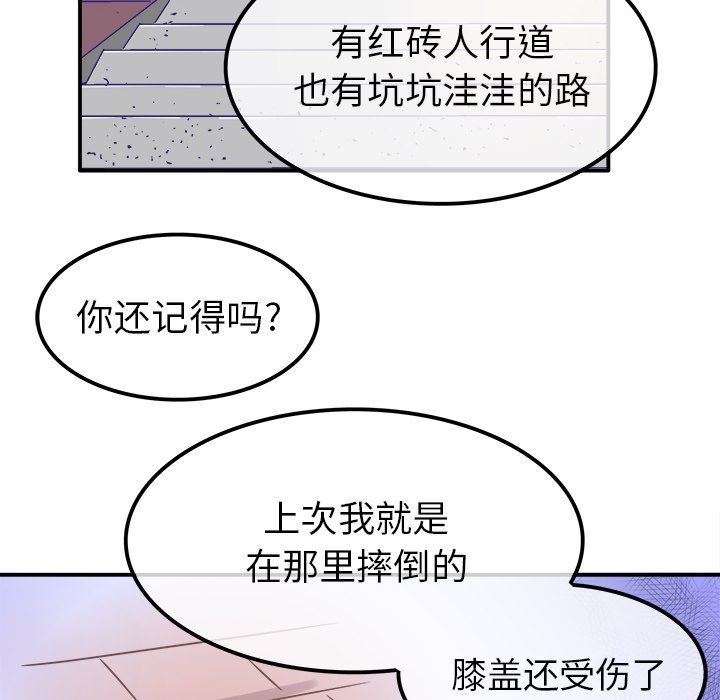 有红砖人行道
也有坑坑洼洼的路
你还记得吗?
上次我就是
在那里摔倒的
膝盖还受伤了